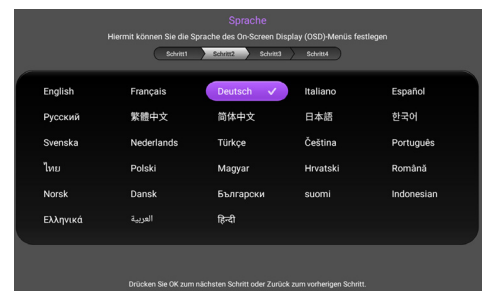 Sprache
Hiermit können Sie die Sprache des On-Screen Display (OSD)-Menüs festlegen
Schritt1 Schritt2 Schritt3 Schritt4
English Français Deutsch Italiano Español
Русский 繁體中文 简体中文 日本語 한국어
Svenska Nederlands Türkçe Čeština Português
ไทย Polski Magyar Hrvatski Română
Norsk Dansk Български suomi Indonesian
Ελληνικά العربية हिन्दी
Drücken Sie OK zum nächsten Schritt oder Zurück zum vorherigen Schritt.